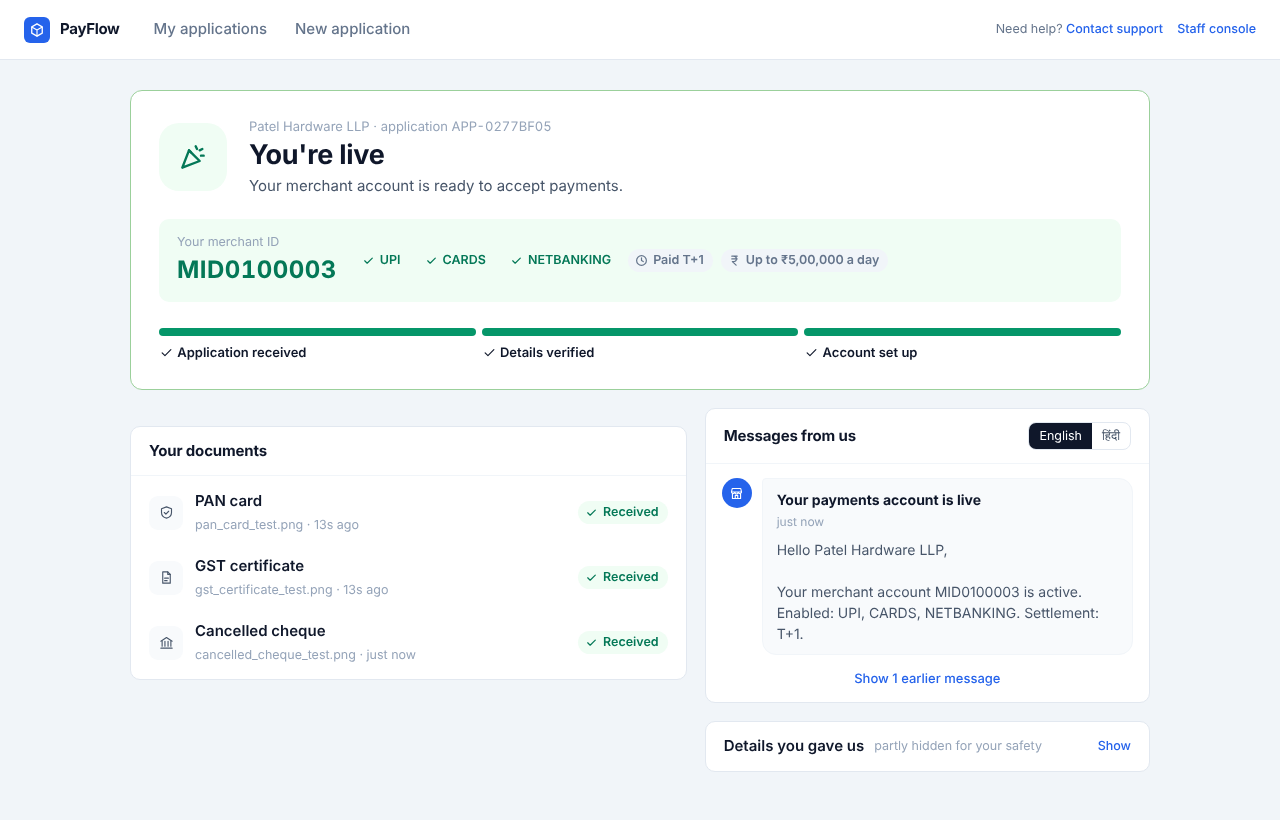 PayFlow
My applications
New application
Need help? Contact support
Staff console
Patel Hardware LLP · application APP-0277BF05
You're live
Your merchant account is ready to accept payments.
Your merchant ID
MID0100003
UPI
CARDS
NETBANKING
Paid T+1
₹ Up to ₹5,00,000 a day
Application received
Details verified
Account set up
Your documents
PAN card
pan_card_test.png · 13s ago
Received
GST certificate
gst_certificate_test.png · 13s ago
Received
Cancelled cheque
cancelled_cheque_test.png · just now
Received
Messages from us
English
हिंदी
Your payments account is live
just now
Hello Patel Hardware LLP,
Your merchant account MID0100003 is active.
Enabled: UPI, CARDS, NETBANKING. Settlement:
T+1.
Show 1 earlier message
Details you gave us
partly hidden for your safety
Show